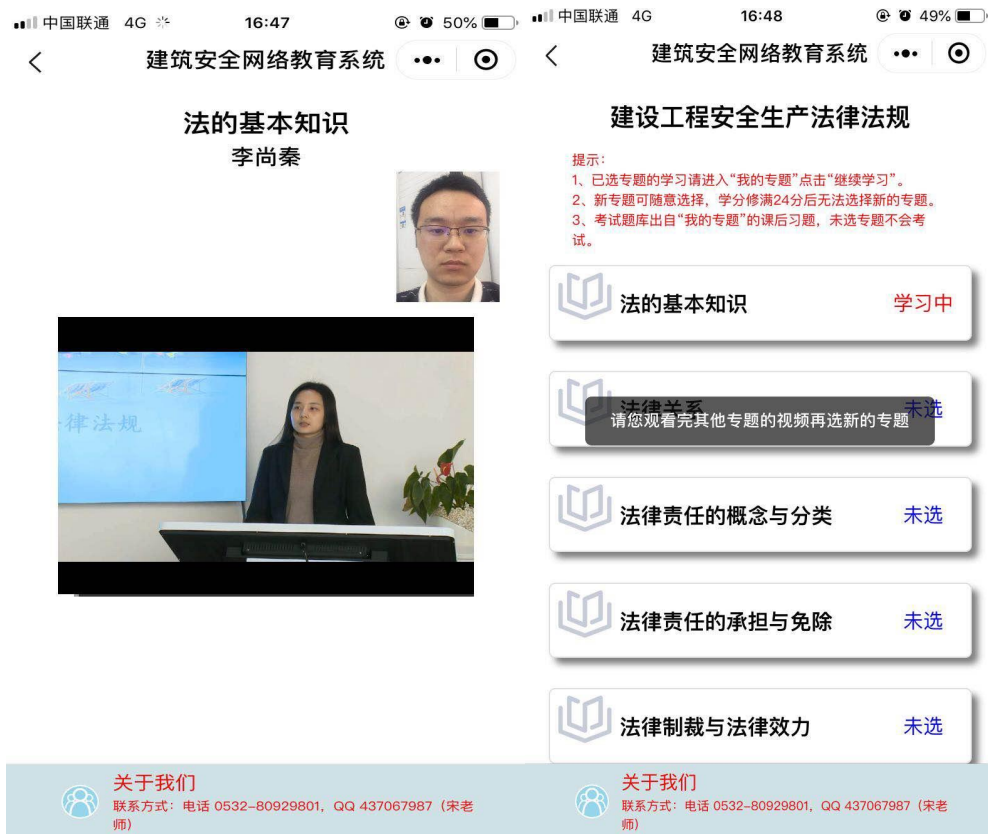 中国联通 4G 16:47 50%
建筑安全网络教育系统
法的基本知识
李尚秦
律法规
关于我们
联系方式：电话 0532-80929801，QQ 437067987（宋老
师）
中国联通 4G 16:48 49%
建筑安全网络教育系统
建设工程安全生产法律法规
提示：
1、已选专题的学习请进入“我的专题”点击“继续学习”。
2、新专题可随意选择，学分修满24分后无法选择新的专题。
3、考试题库出自“我的专题”的课后习题，未选专题不会考
试。
法的基本知识 学习中
法律关系 未选
请您观看完其他专题的视频再选新的专题
法律责任的概念与分类 未选
法律责任的承担与免除 未选
法律制裁与法律效力 未选
关于我们
联系方式：电话 0532-80929801，QQ 437067987（宋老
师）